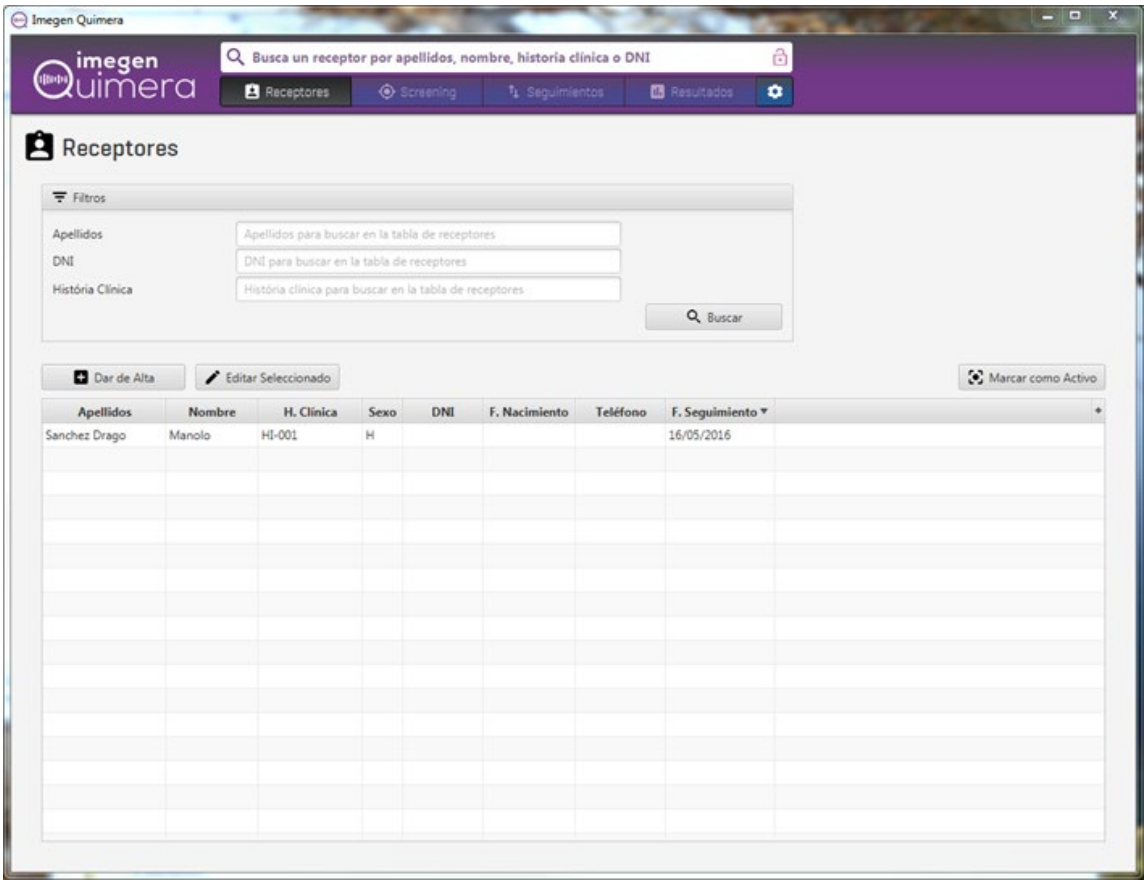 Imegen Quimera
imegen
Quimera
Busca un receptor por apellidos, nombre, historia clínica o DNI
Receptores Screening Seguimientos Resultados
Receptores
Filtros
Apellidos Apellidos para buscar en la tabla de receptores
DNI DNI para buscar en la tabla de receptores
História Clínica História clínica para buscar en la tabla de receptores
Buscar
Dar de Alta Editar Seleccionado Marcar como Activo
Apellidos Nombre H. Clínica Sexo DNI F. Nacimiento Teléfono F. Seguimiento
Sanchez Drago Manolo HI-001 H 16/05/2016